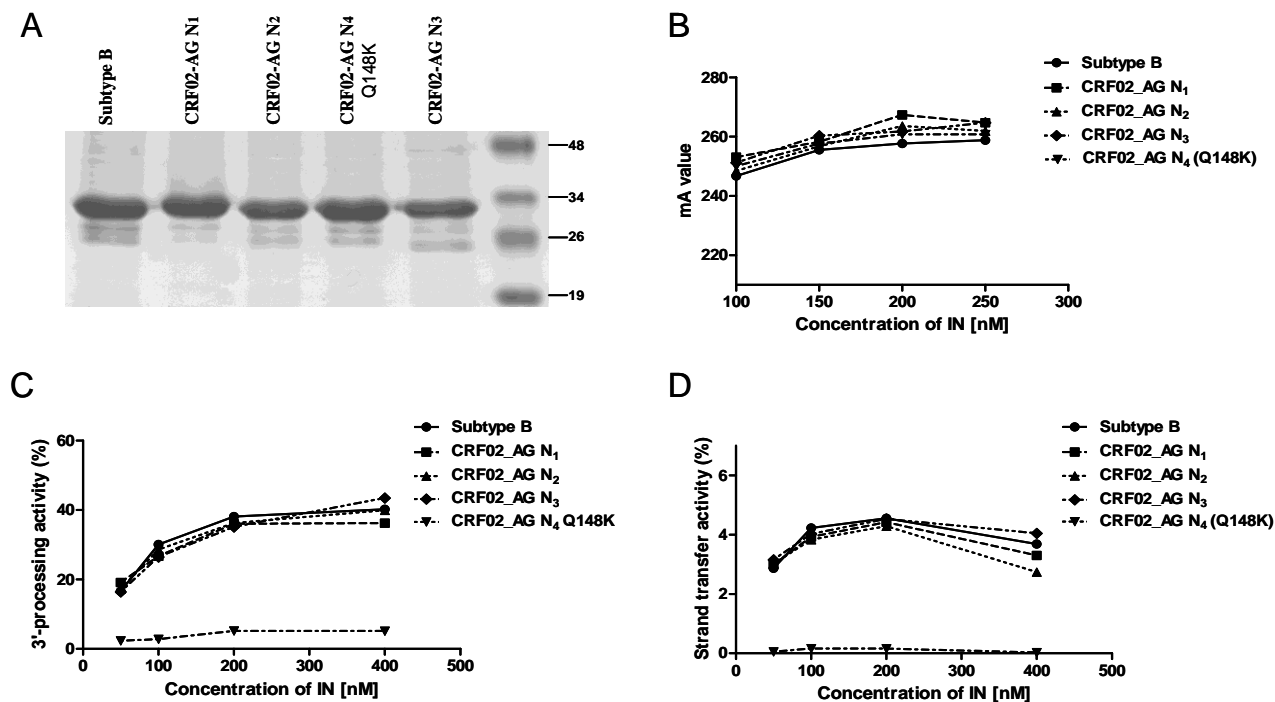 A
Subtype B
CRF02-AG N1
CRF02-AG N2
CRF02-AG N4
Q148K
CRF02-AG N3
48
34
26
19
B
mA value
280
260
240
220
100 150 200 250 300
Concentration of IN [nM]
Subtype B
CRF02_AG N1
CRF02_AG N2
CRF02_AG N3
CRF02_AG N4 (Q148K)
C
3'-processing activity (%)
60
40
20
0
0 100 200 300 400 500
Concentration of IN [nM]
Subtype B
CRF02_AG N1
CRF02_AG N2
CRF02_AG N3
CRF02_AG N4 Q148K
D
Strand transfer activity (%)
6
4
2
0
0 100 200 300 400 500
Concentration of IN [nM]
Subtype B
CRF02_AG N1
CRF02_AG N2
CRF02_AG N3
CRF02_AG N4 (Q148K)